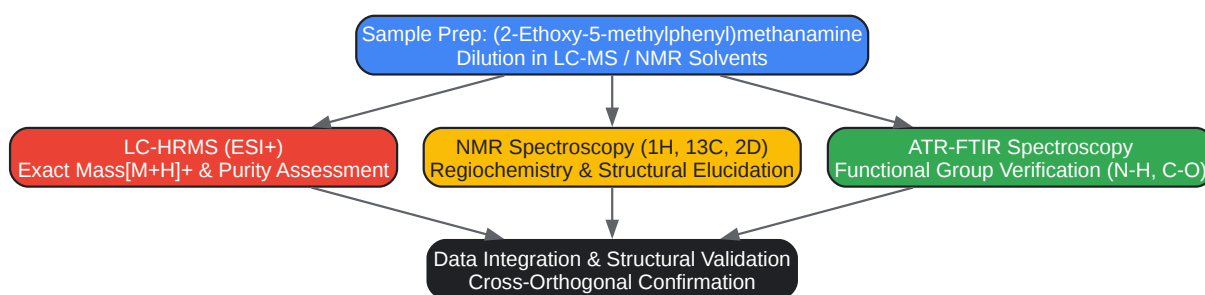 Sample Prep: (2-Ethoxy-5-methylphenyl)methanamine
Dilution in LC-MS / NMR Solvents
LC-HRMS (ESI+)
Exact Mass[M+H]+ & Purity Assessment
NMR Spectroscopy (1H, 13C, 2D)
Regiochemistry & Structural Elucidation
ATR-FTIR Spectroscopy
Functional Group Verification (N-H, C-O)
Data Integration & Structural Validation
Cross-Orthogonal Confirmation